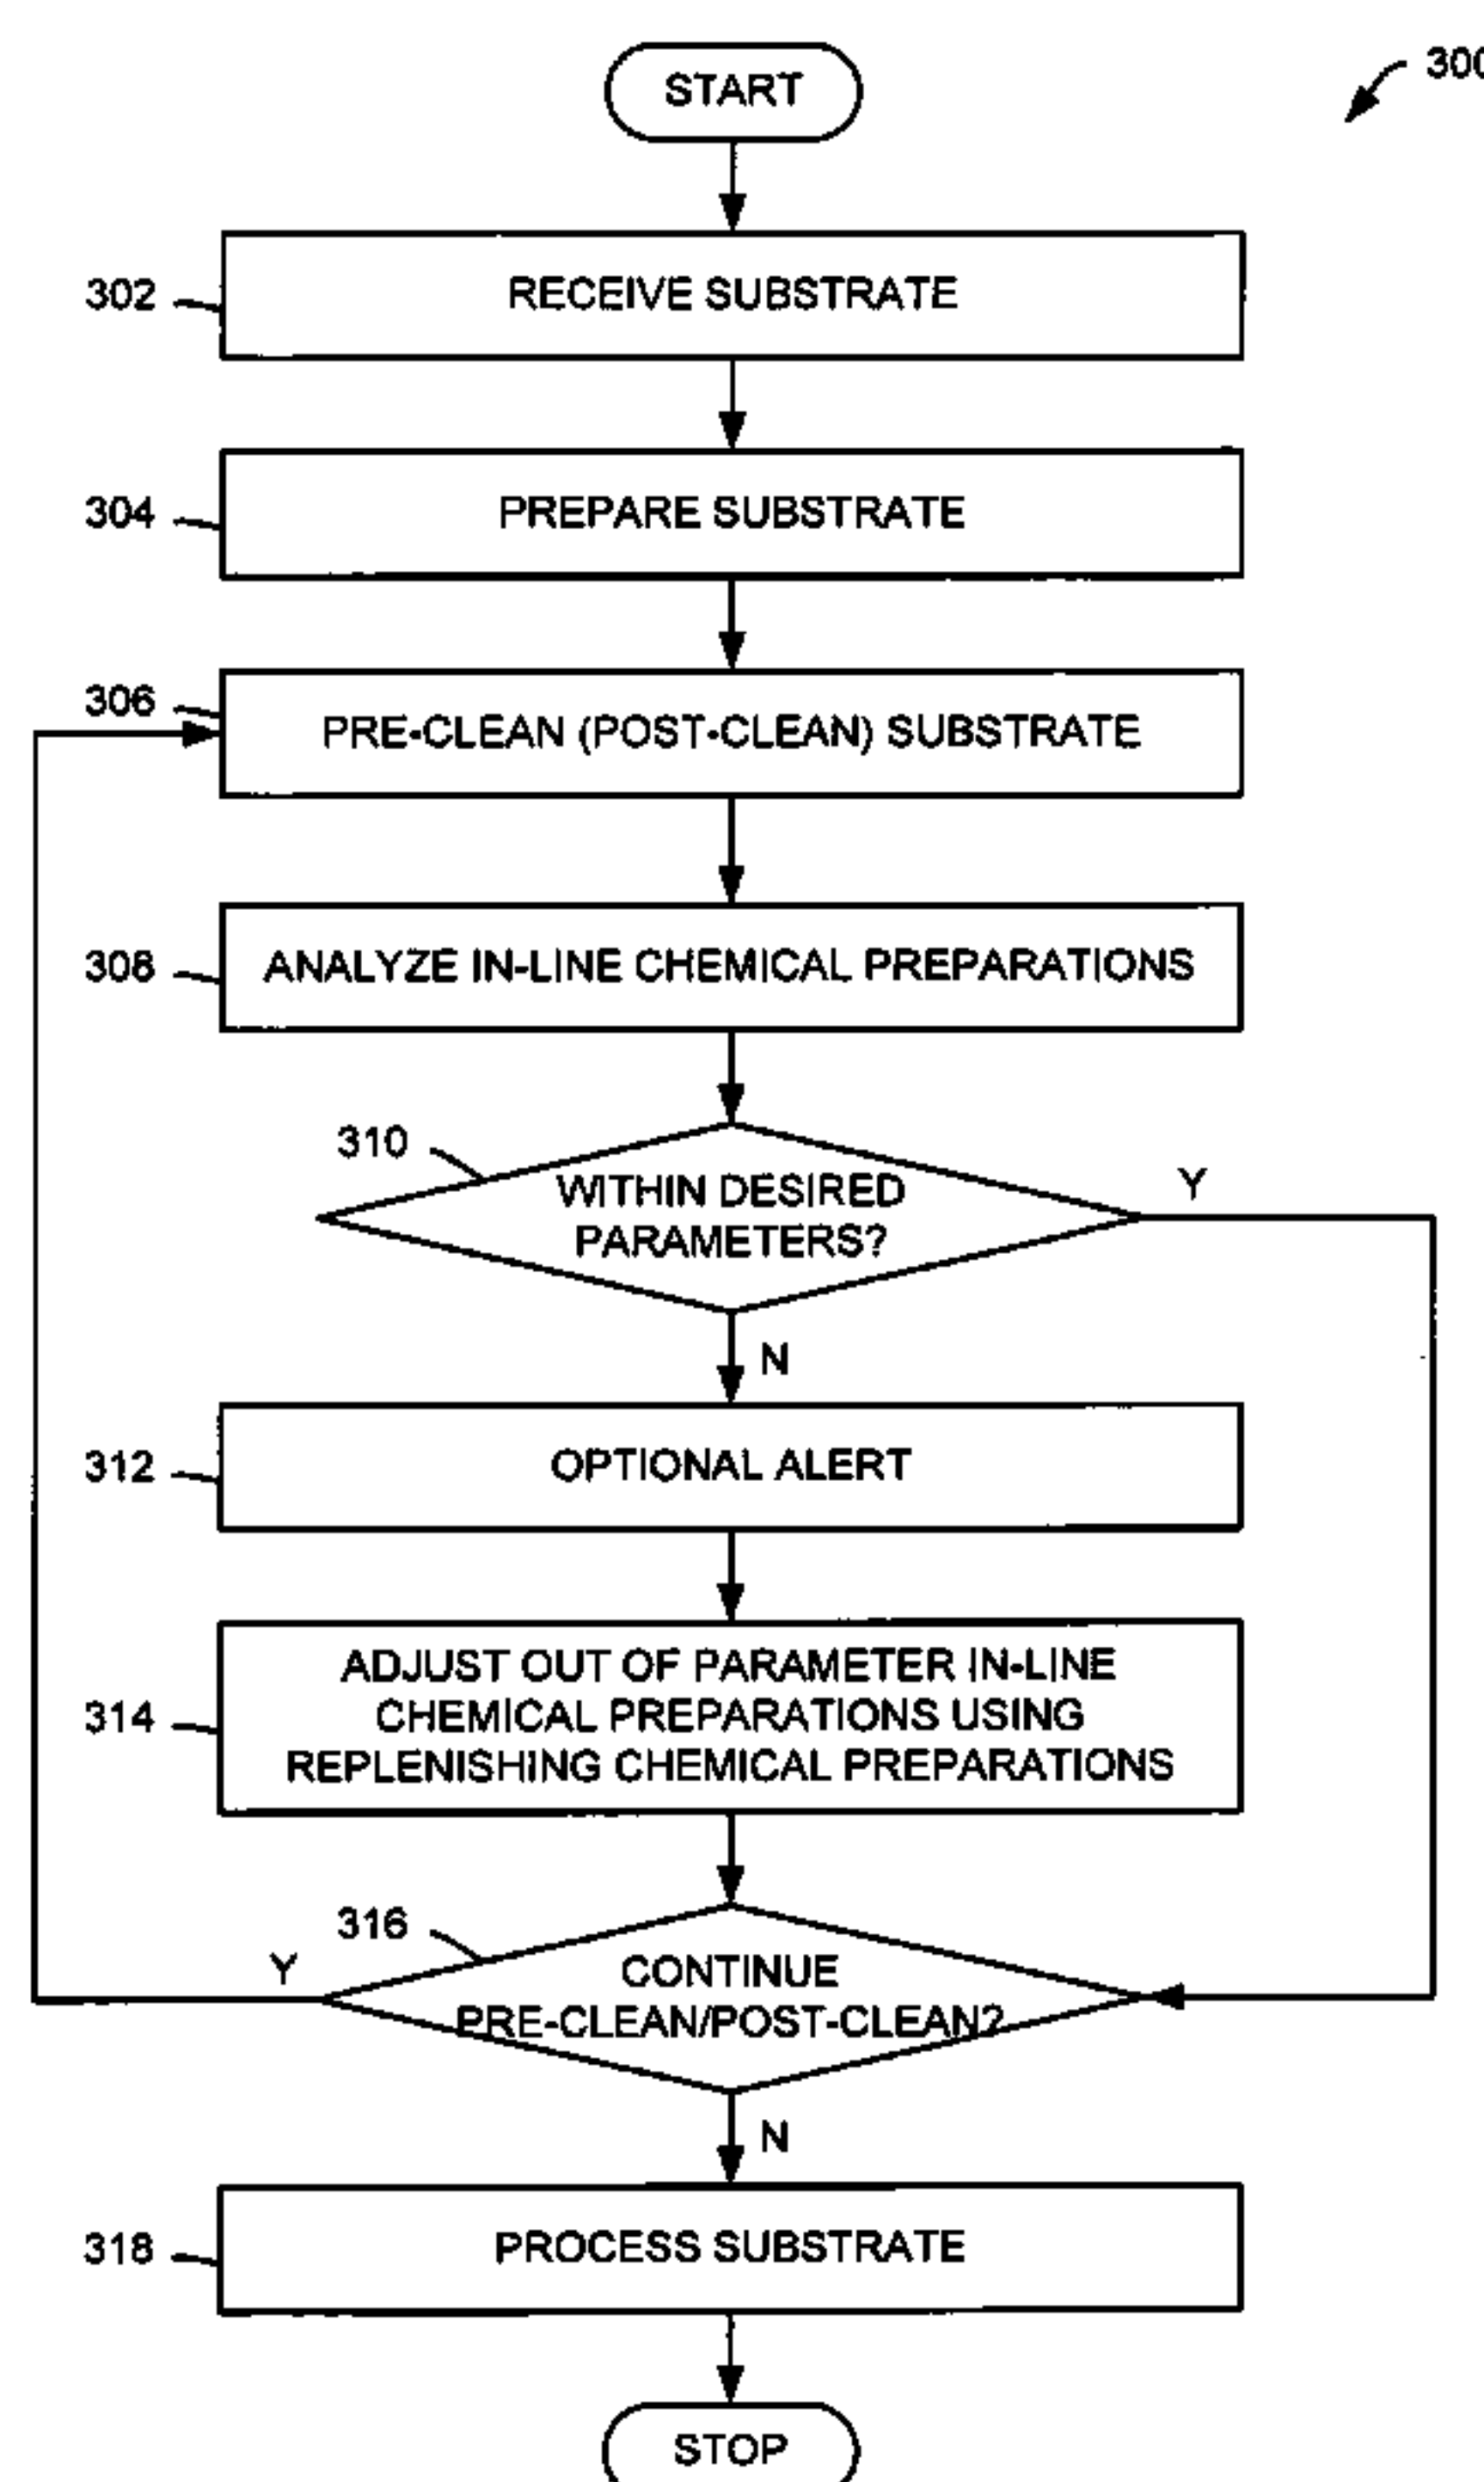 START
300
302
RECEIVE SUBSTRATE
304
PREPARE SUBSTRATE
306
PRE-CLEAN (POST-CLEAN) SUBSTRATE
308
ANALYZE IN-LINE CHEMICAL PREPARATIONS
310
WITHIN DESIRED
PARAMETERS?
Y
N
312
OPTIONAL ALERT
314
ADJUST OUT OF PARAMETER IN-LINE
CHEMICAL PREPARATIONS USING
REPLENISHING CHEMICAL PREPARATIONS
316
Y
CONTINUE
PRE-CLEAN/POST-CLEAN?
N
318
PROCESS SUBSTRATE
STOP